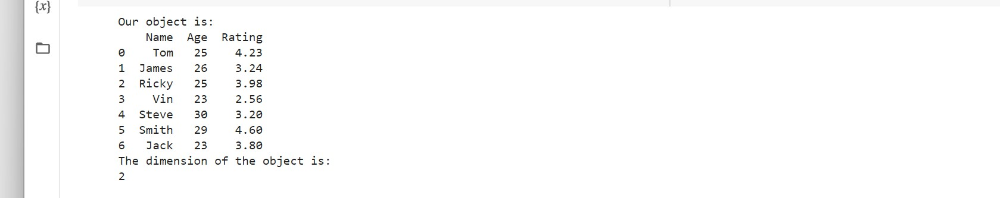 {x}
Our object is:
    Name  Age  Rating
0    Tom   25    4.23
1  James   26    3.24
2  Ricky   25    3.98
3    Vin   23    2.56
4  Steve   30    3.20
5  Smith   29    4.60
6   Jack   23    3.80
The dimension of the object is:
2